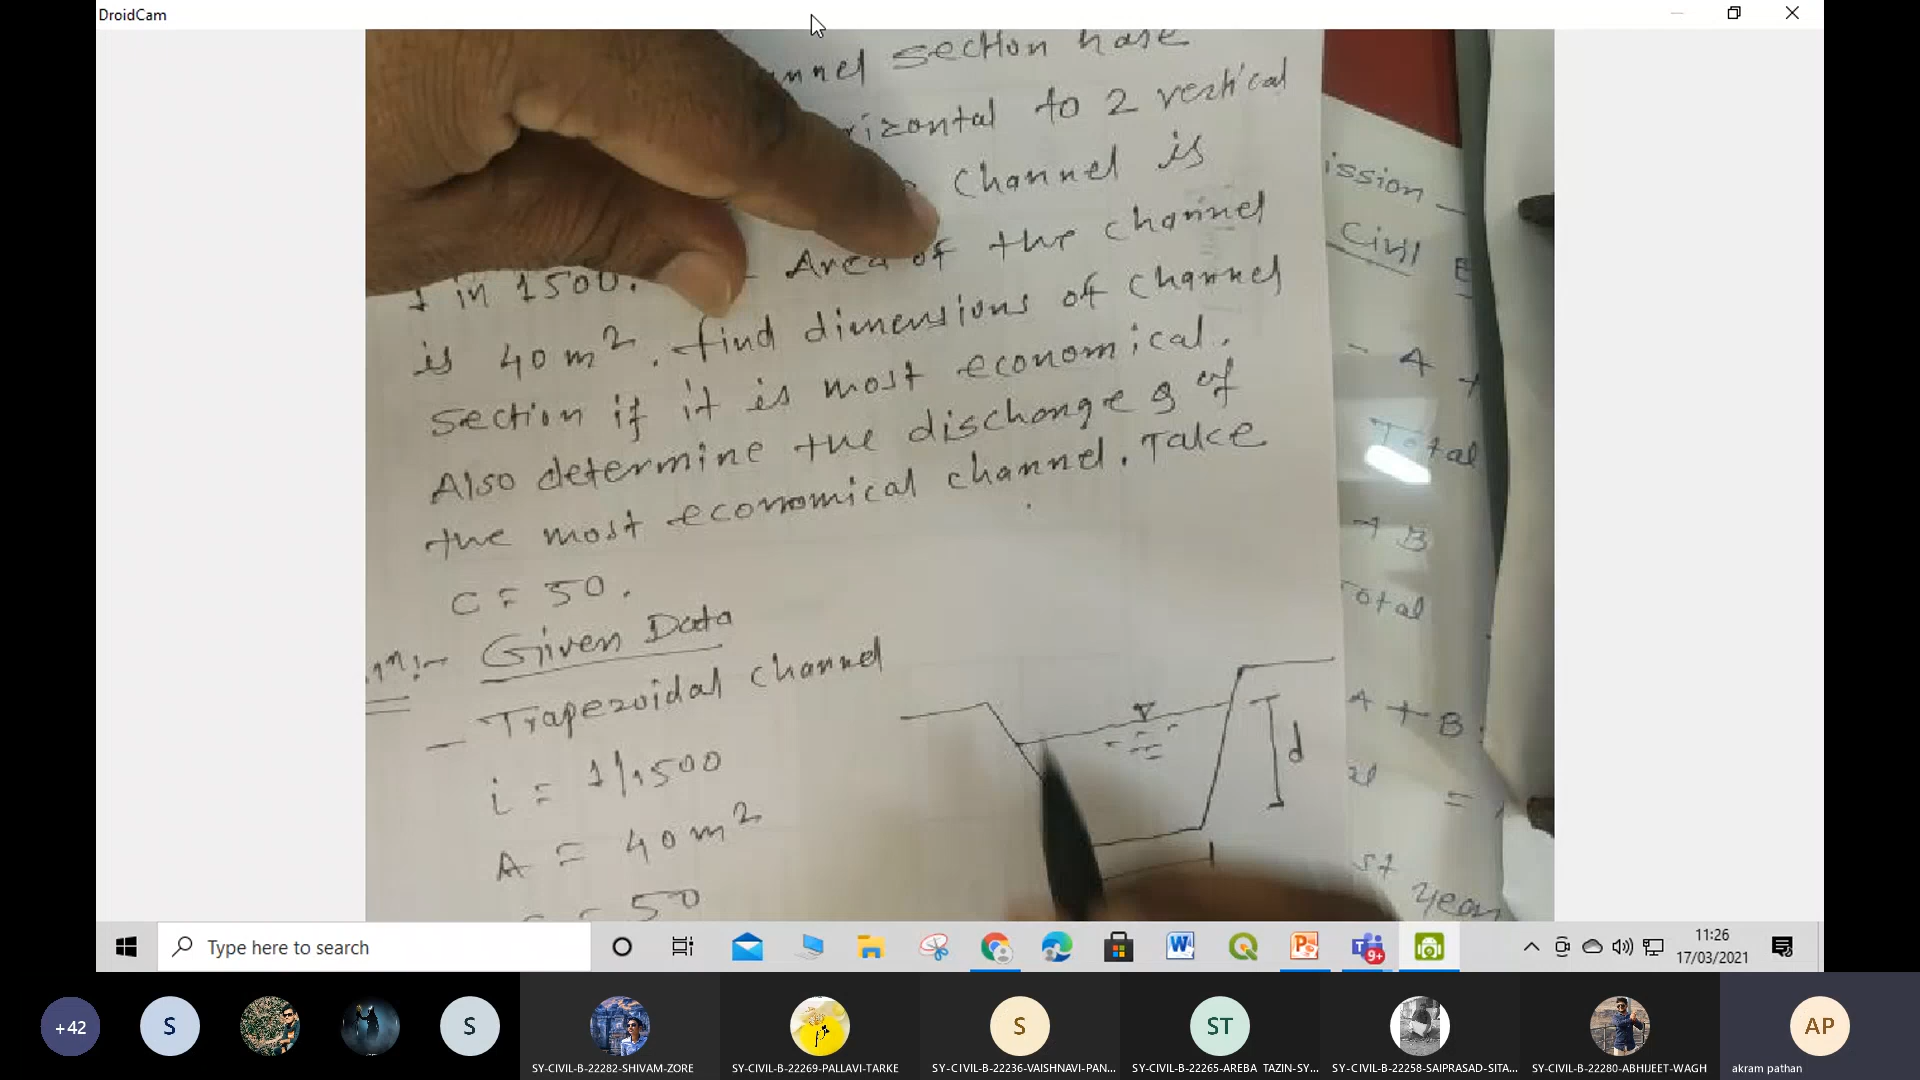 DroidCam
section have
rizontal to 2 vertical
channel is
1 in 1500. Area of the channel
is 40 m². find dimensions of channel
section if it is most economical.
Also determine the discharge of
the most economical channel. Take
C = 50.
Given Data
- Trapezoidal channel
i = 1/1500
A = 40 m²
= 50
d
ission
Civil E
- A +
Total
+ B
Total
A + B
=
st year
Type here to search
9+
11:26
17/03/2021
+42
S
S
S
ST
AP
SY-CIVIL-B-22282-SHIVAM-ZORE
SY-CIVIL-B-22269-PALLAVI-TARKE
SY-CIVIL-B-22236-VAISHNAVI-PAN...
SY-CIVIL-B-22265-AREBA TAZIN-SY...
SY-CIVIL-B-22258-SAIPRASAD-SITA...
SY-CIVIL-B-22280-ABHIJEET-WAGH
akram pathan